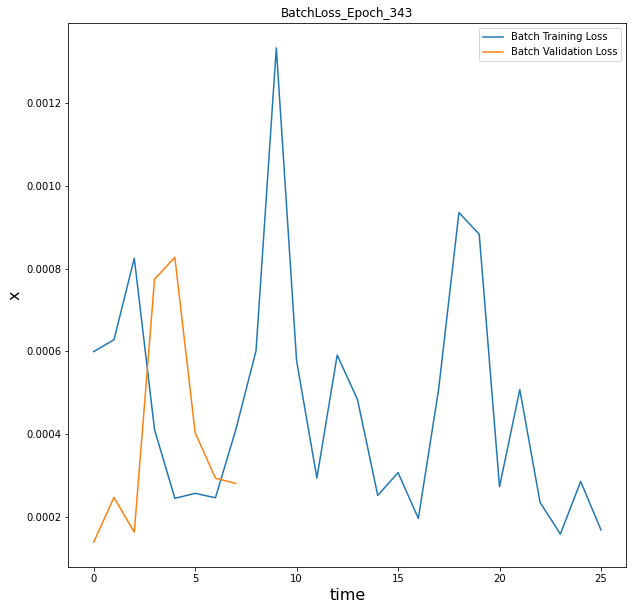 BatchLoss_Epoch_343
Batch Training Loss
Batch Validation Loss
0.0012
0.0010
0.0008
0.0006
0.0004
0.0002
x
0 5 10 15 20 25
time